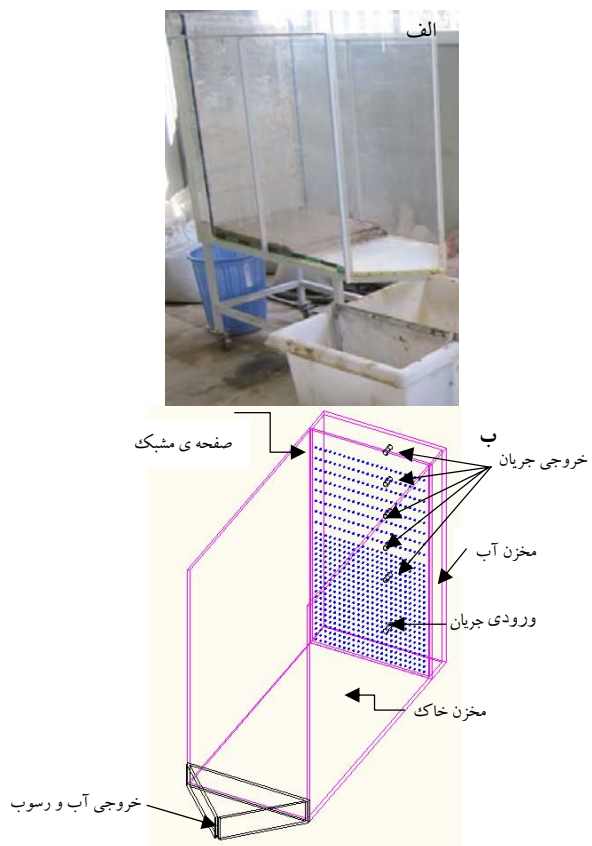 الف
ب
صفحه ی مشبک
خروجی جریان
مخزن آب
ورودی جریان
مخزن خاک
خروجی آب و رسوب